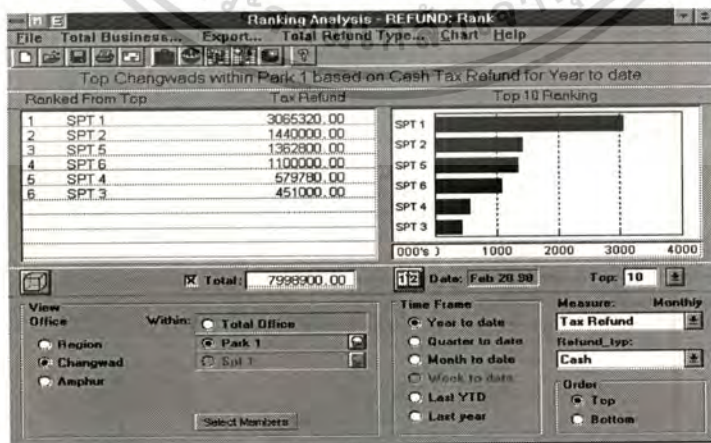 Ranking Analysis - REFUND: Rank
File Total Business... Export... Total Refund Type... Chart Help
Top Changwads within Park 1 based on Cash Tax Refund for Year to date
Ranked From Top Tax Refund
1 SPT 1 3065320.00
2 SPT 2 1440000.00
3 SPT 5 1362800.00
4 SPT 6 1100000.00
5 SPT 4 579780.00
6 SPT 3 451000.00
Top 10 Ranking
SPT 1
SPT 2
SPT 5
SPT 6
SPT 4
SPT 3
000's ) 1000 2000 3000 4000
Total: 7998900.00
Date: Feb 28.98 Top: 10
View
Office Within: Total Office
Region Park 1
Changwad Spt 1
Amphur
Select Members
Time Frame
Year to date
Quarter to date
Month to date
Week to date
Last YTD
Last year
Measure: Monthly
Tax Refund
Refund_typ:
Cash
Order
Top
Bottom